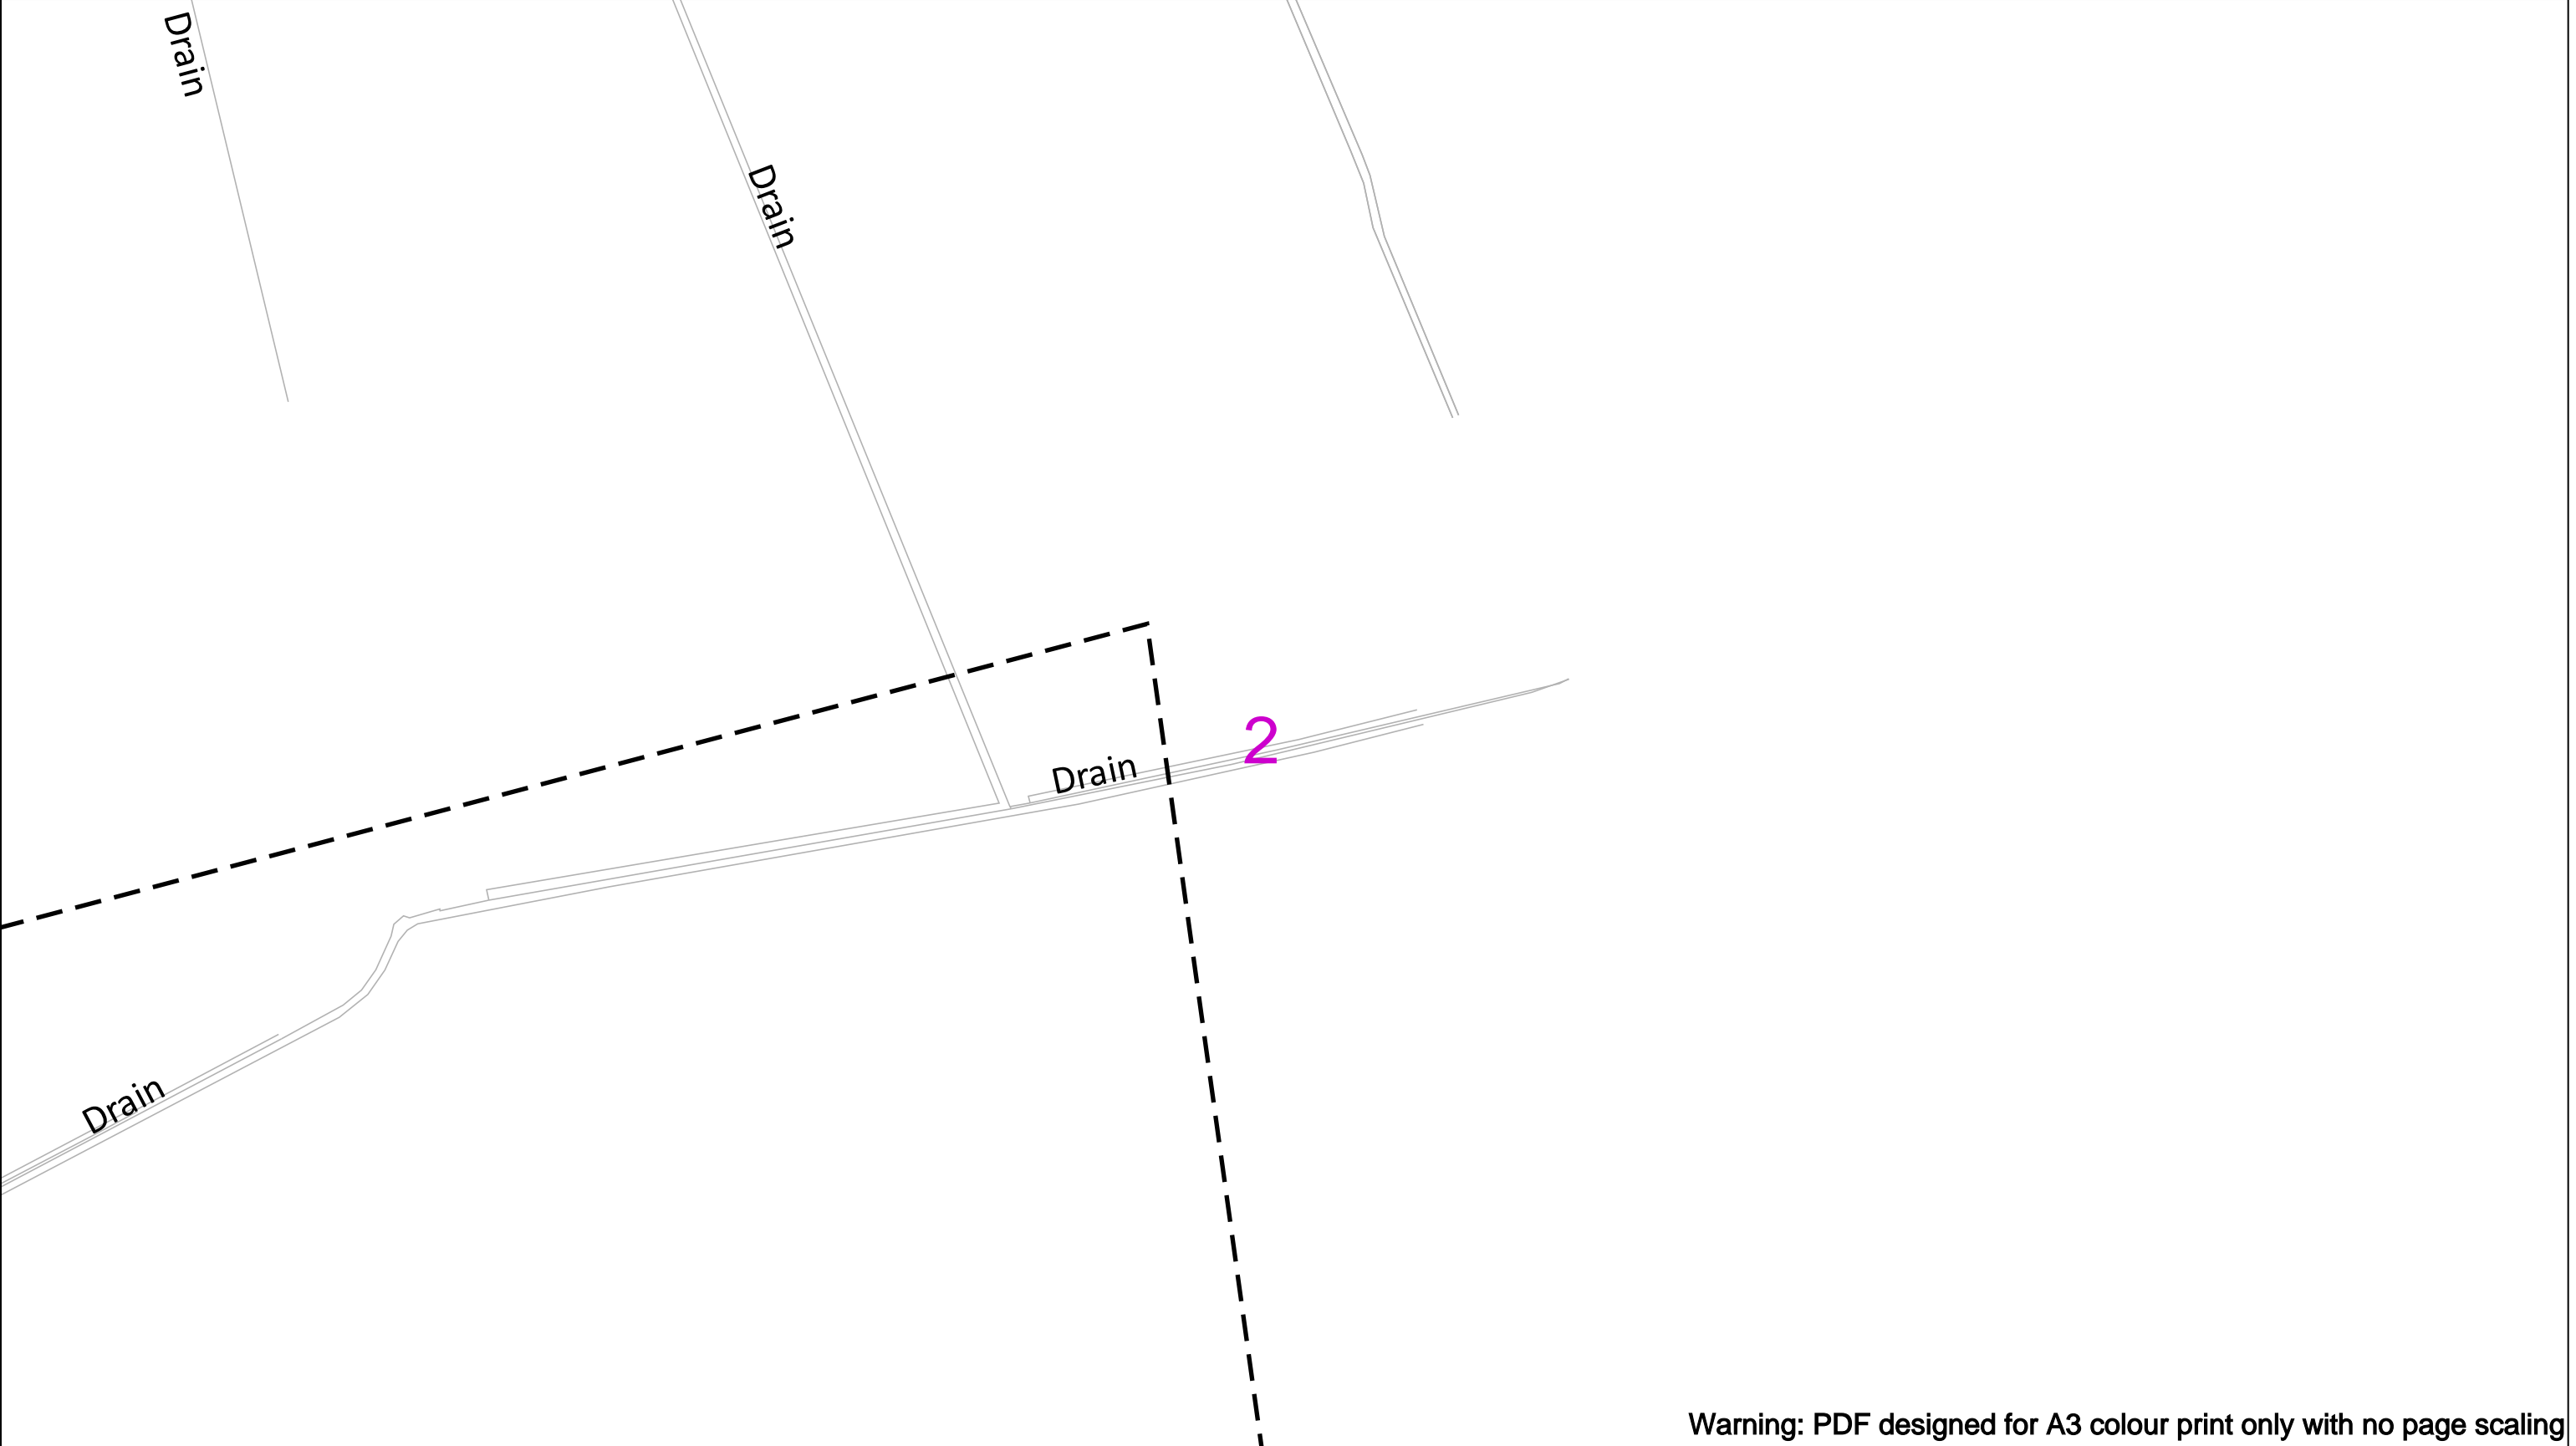 Drain
Drain
2
Drain
Drain
Warning: PDF designed for A3 colour print only with no page scaling